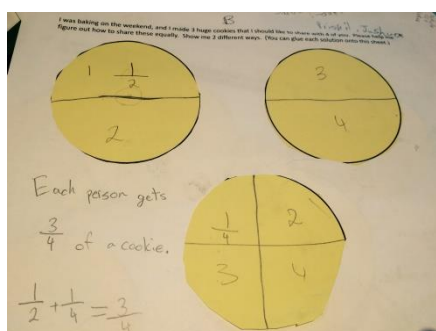 B
I was baking on the weekend, and I made 3 huge cookies that I should like to share with 4 of you. Please help me
figure out how to share these equally. Show me 2 different ways. (You can glue each solution onto this sheet.)
1 1/2
2
3
4
Each person gets
3/4 of a cookie.
1/4 2
3 4
1/2 + 1/4 = 3/4